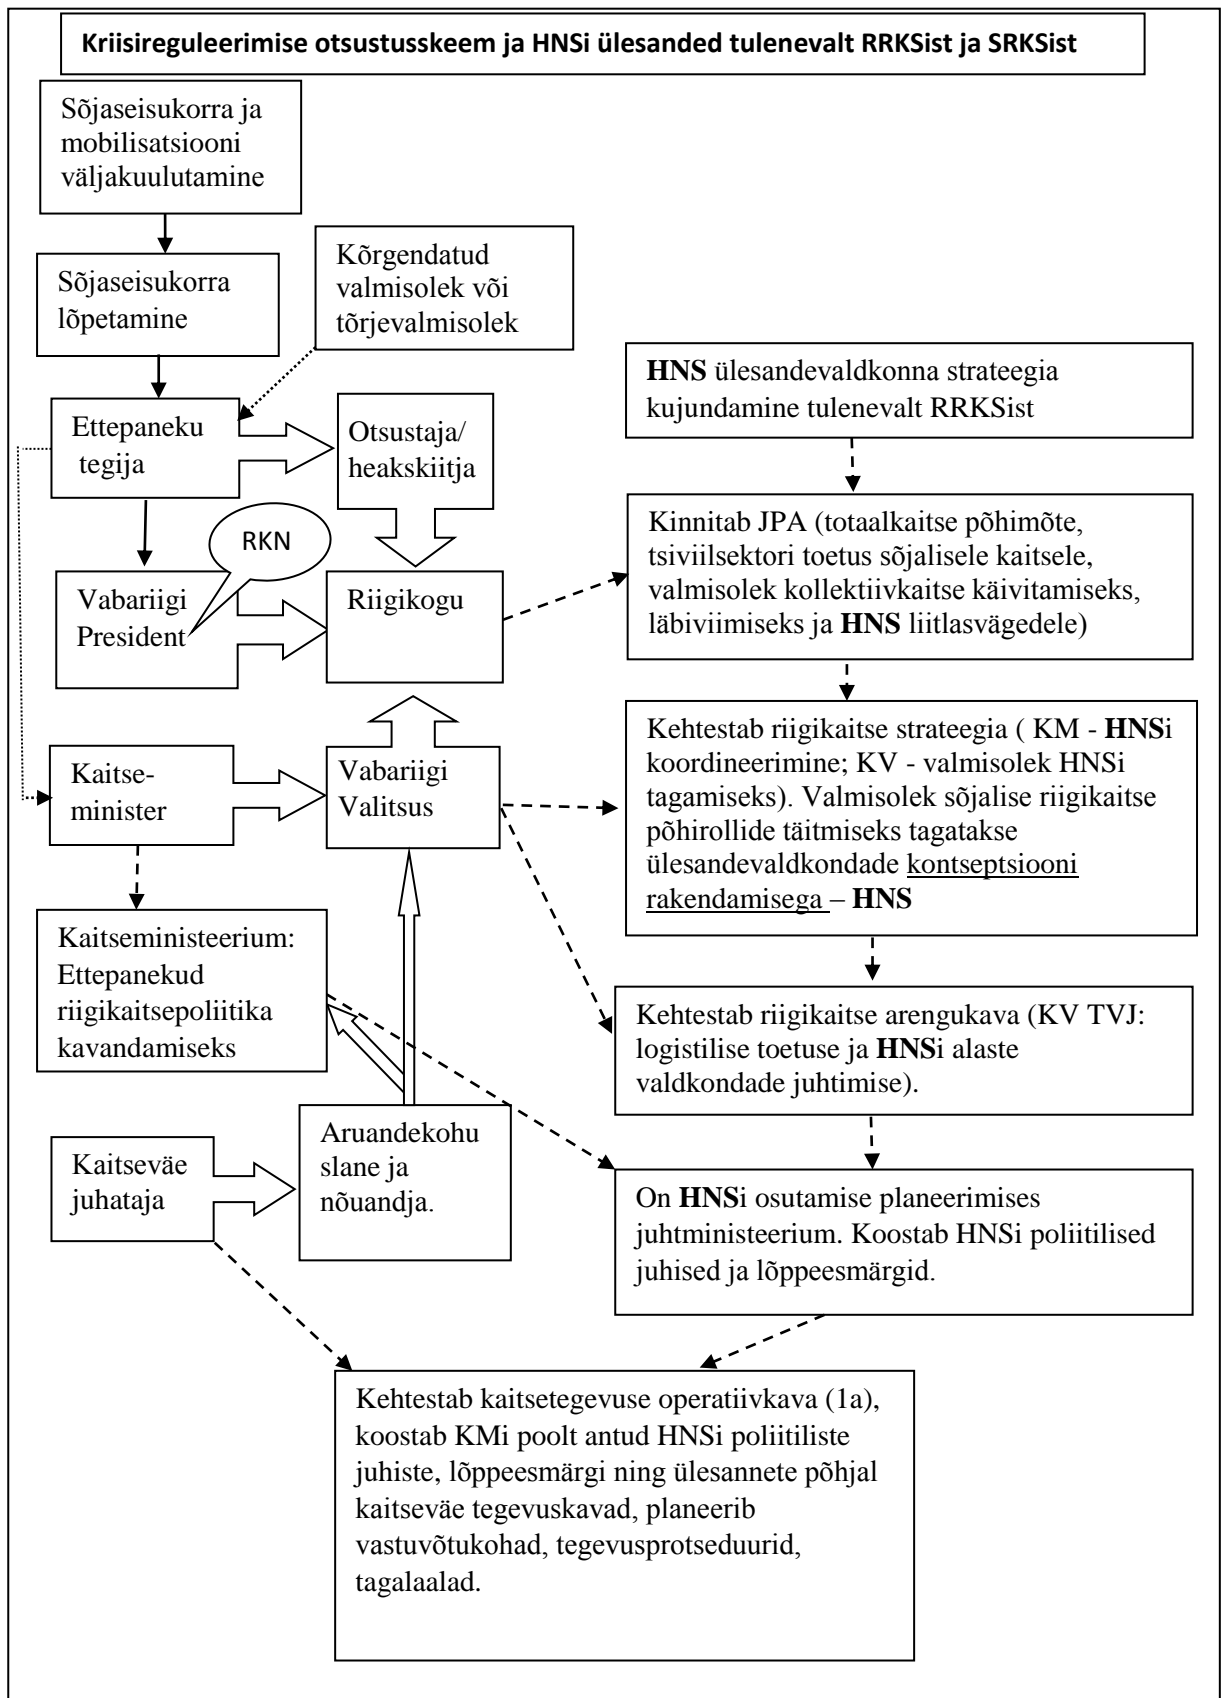 Kriisireguleerimise otsustusskeem ja HNSi ülesanded tulenevalt RRKSist ja SRKSist
Sõjaseisukorra ja
mobilisatsiooni
väljakuulutamine
Sõjaseisukorra
lõpetamine
Kõrgendatud
valmisolek või
tõrjevalmisolek
Ettepaneku
tegija
Otsustaja/
heakskiitja
RKN
Vabariigi
President
Riigikogu
Kaitse-
minister
Vabariigi
Valitsus
Kaitseministeerium:
Ettepanekud
riigikaitsepoliitika
kavandamiseks
Kaitseväe
juhataja
Aruandekohu
slane ja
nõuandja.
HNS ülesandevaldkonna strateegia
kujundamine tulenevalt RRKSist
Kinnitab JPA (totaalkaitse põhimõte,
tsiviilsektori toetus sõjalisele kaitsele,
valmisolek kollektiivkaitse käivitamiseks,
läbiviimiseks ja HNS liitlasvägedele)
Kehtestab riigikaitse strateegia ( KM - HNSi
koordineerimine; KV - valmisolek HNSi
tagamiseks). Valmisolek sõjalise riigikaitse
põhirollide täitmiseks tagatakse
ülesandevaldkondade kontseptsiooni
rakendamisega – HNS
Kehtestab riigikaitse arengukava (KV TVJ:
logistilise toetuse ja HNSi alaste
valdkondade juhtimise).
On HNSi osutamise planeerimises
juhtministeerium. Koostab HNSi poliitilised
juhised ja lõppeesmärgid.
Kehtestab kaitsetegevuse operatiivkava (1a),
koostab KMi poolt antud HNSi poliitiliste
juhiste, lõppeesmärgi ning ülesannete põhjal
kaitseväe tegevuskavad, planeerib
vastuvõtukohad, tegevusprotseduurid,
tagalaalad.